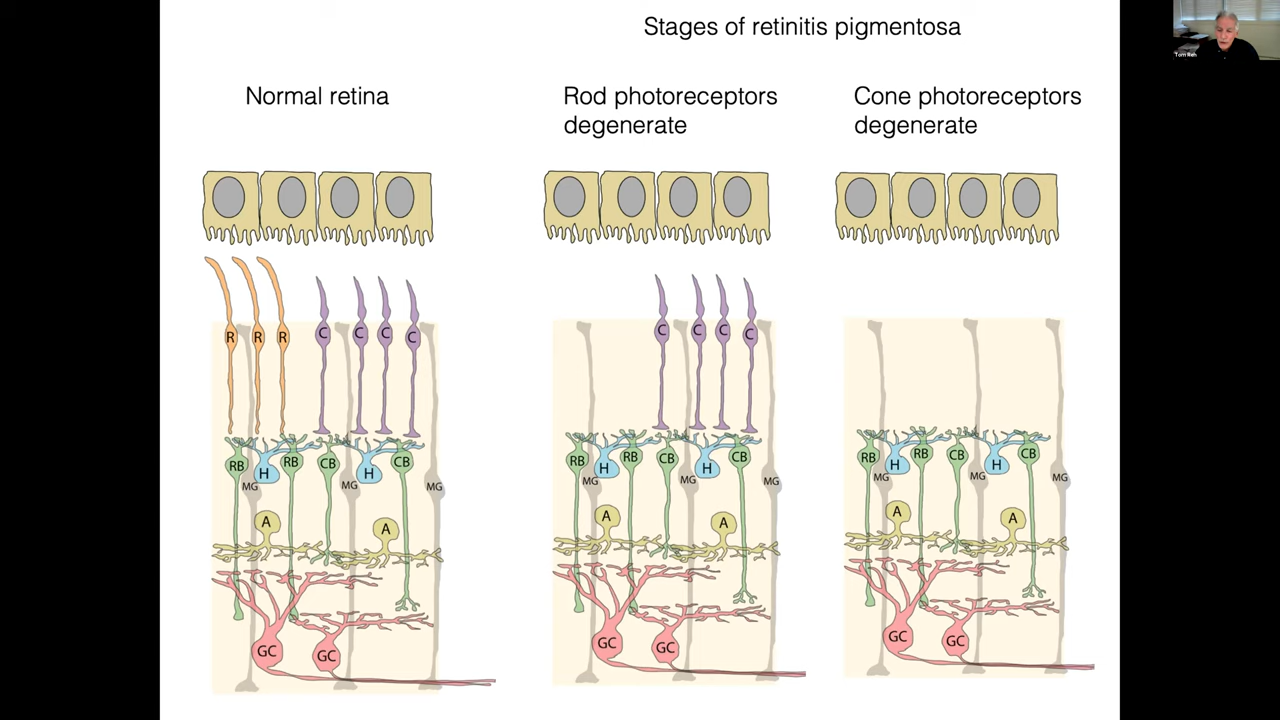 Stages of retinitis pigmentosa
Normal retina
Rod photoreceptors
degenerate
Cone photoreceptors
degenerate
Tom Reh
R R R C C C C
RB H RB CB H CB
MG MG MG
A A
GC GC
C C C C
RB H RB CB H CB
MG MG MG
A A
GC GC
RB H RB CB H CB
MG MG MG
A A
GC GC